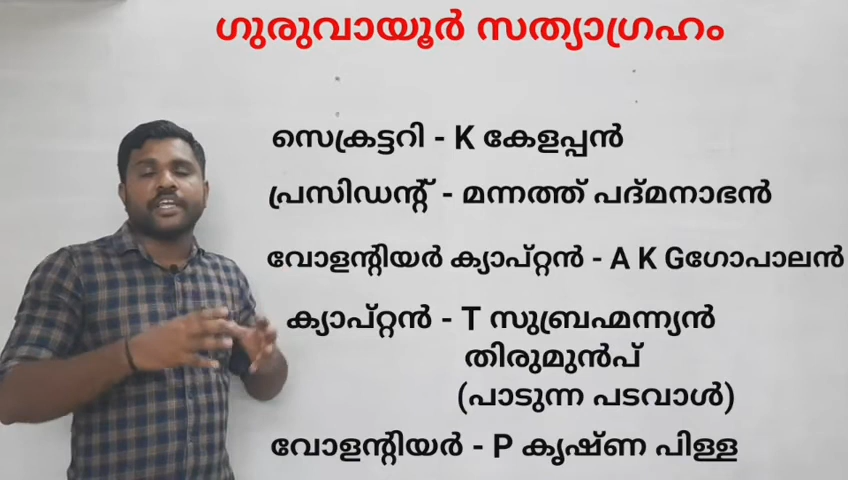 ഗുരുവായൂർ സത്യാഗ്രഹം
സെക്രട്ടറി - K കേളപ്പൻ
പ്രസിഡന്റ് - മന്നത്ത് പദ്മനാഭൻ
വോളന്റിയർ ക്യാപ്റ്റൻ - A K Gഗോപാലൻ
ക്യാപ്റ്റൻ - T സുബ്രഹ്മന്ന്യൻ
തിരുമുൻപ്
(പാടുന്ന പടവാൾ)
വോളന്റിയർ - P കൃഷ്ണ പിള്ള